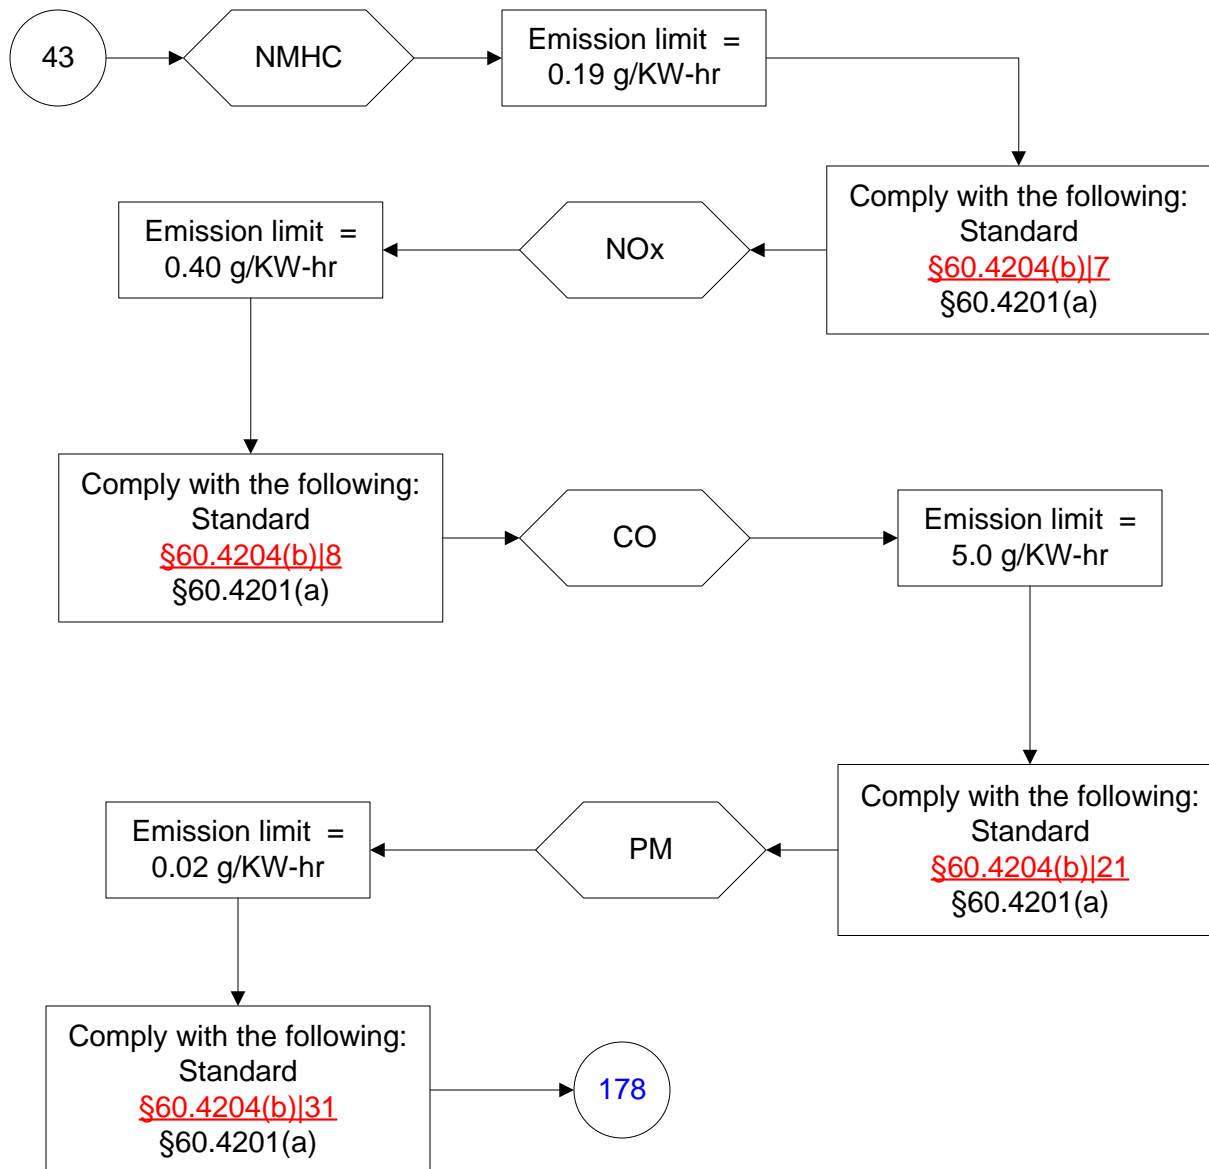 43
NMHC
Emission limit =
0.19 g/KW-hr
Comply with the following:
Standard
§60.4204(b)|7
§60.4201(a)
NOx
Emission limit =
0.40 g/KW-hr
Comply with the following:
Standard
§60.4204(b)|8
§60.4201(a)
CO
Emission limit =
5.0 g/KW-hr
Comply with the following:
Standard
§60.4204(b)|21
§60.4201(a)
PM
Emission limit =
0.02 g/KW-hr
Comply with the following:
Standard
§60.4204(b)|31
§60.4201(a)
178